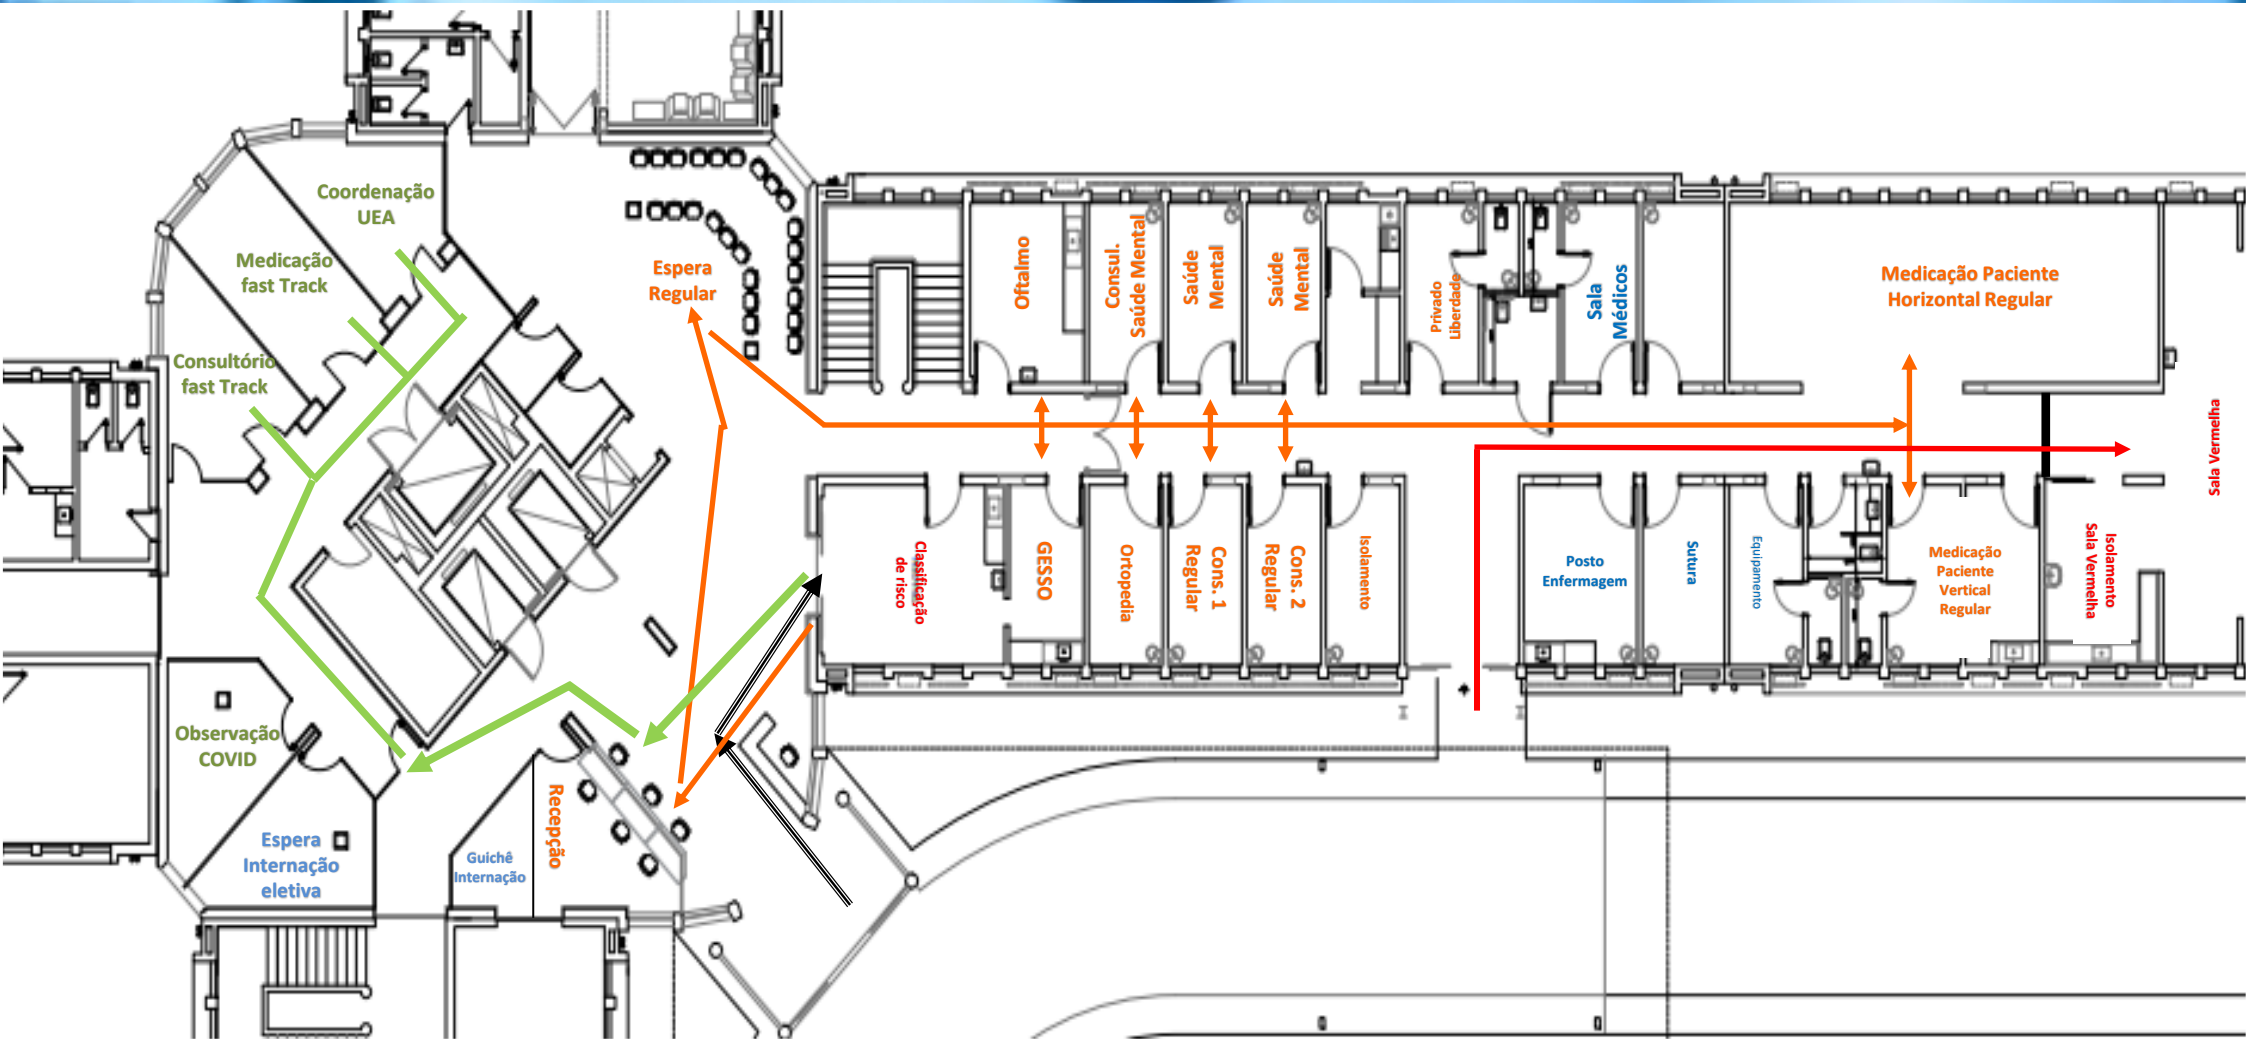 Coordenação
UEA
Medicação
fast Track
Consultório
fast Track
Espera
Regular
Oftalmo
Consul.
Saúde Mental
Saúde
Mental
Saúde
Mental
Privado
Liberdade
Sala
Médicos
Medicação Paciente
Horizontal Regular
Sala Vermelha
Classificação
de risco
GESSO
Ortopedia
Cons. 1
Regular
Cons. 2
Regular
Isolamento
Posto
Enfermagem
Sutura
Equipamento
Medicação
Paciente
Vertical
Regular
Isolamento
Sala Vermelha
Observação
COVID
Espera
Internação
eletiva
Guichê
Internação
Recepção